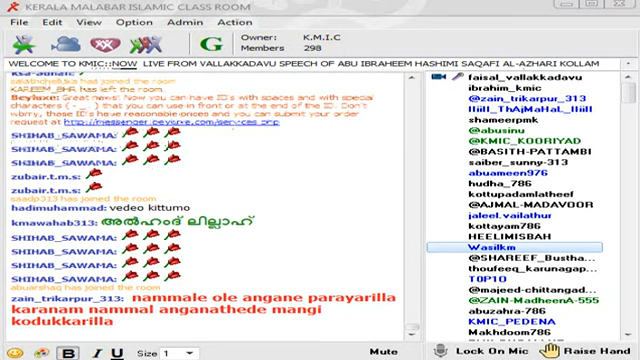 KERALA MALABAR ISLAMIC CLASS ROOM
File Edit View Option Admin Action
G Owner: K.M.I.C
Members 298
WELCOME TO KMIC::NOW LIVE FROM VALLAKKADAVU SPEECH OF ABU IBRAHEEM HASHIMI SAQAFI AL-AZHARI KOLLAM
has joined the room
KAREEM_BHR has left the room.
Beyluxe: Great news! Now you can have ID's with spaces and with special
characters ( - _ . ) that you can use in front or at the end of the ID. Don't
worry, those ID's have reasonable prices and you can submit your order
request at http://messenger.beyluxe.com/services.php
SHIHAB_SAWAMA:
SHIHAB_SAWAMA:
SHIHAB_SAWAMA:
zubair.t.m.s:
zubair.t.m.s:
saadp313 has joined the room
hadimuhammad: vedeo kittumo
kmawahab313: അൽഹംദ് ലില്ലാഹ്
SHIHAB_SAWAMA:
SHIHAB_SAWAMA:
SHIHAB_SAWAMA:
SHIHAB_SAWAMA:
abuarshaq has joined the room
zain_trikarpur_313: nammale ole angane parayarilla
karanam nammal anganathede mangi
kodukkarilla
faisal_vallakkadavu
ibrahim_kmic
@zain_trikarpur_313
shameerpmk
@abusinu
@KMIC_KOORIYAD
@BASITH-PATTAMBI
saiber_sunny-313
abuameen976
hudha_786
kottupadamlatheef
@AJMAL-MADAVOOR
jaleel.vailathur
kottayam786
HEELIMISBAH
Wasilkm
@SHAREEF_Bustha...
thoufeeq_karunagap...
TOP10
@majeed-chittangad...
@ZAIN-MadheenA-555
KMIC_PEDENA
Makhdoom786
B I U Size 1 Mute Lock On Mic Raise Hand